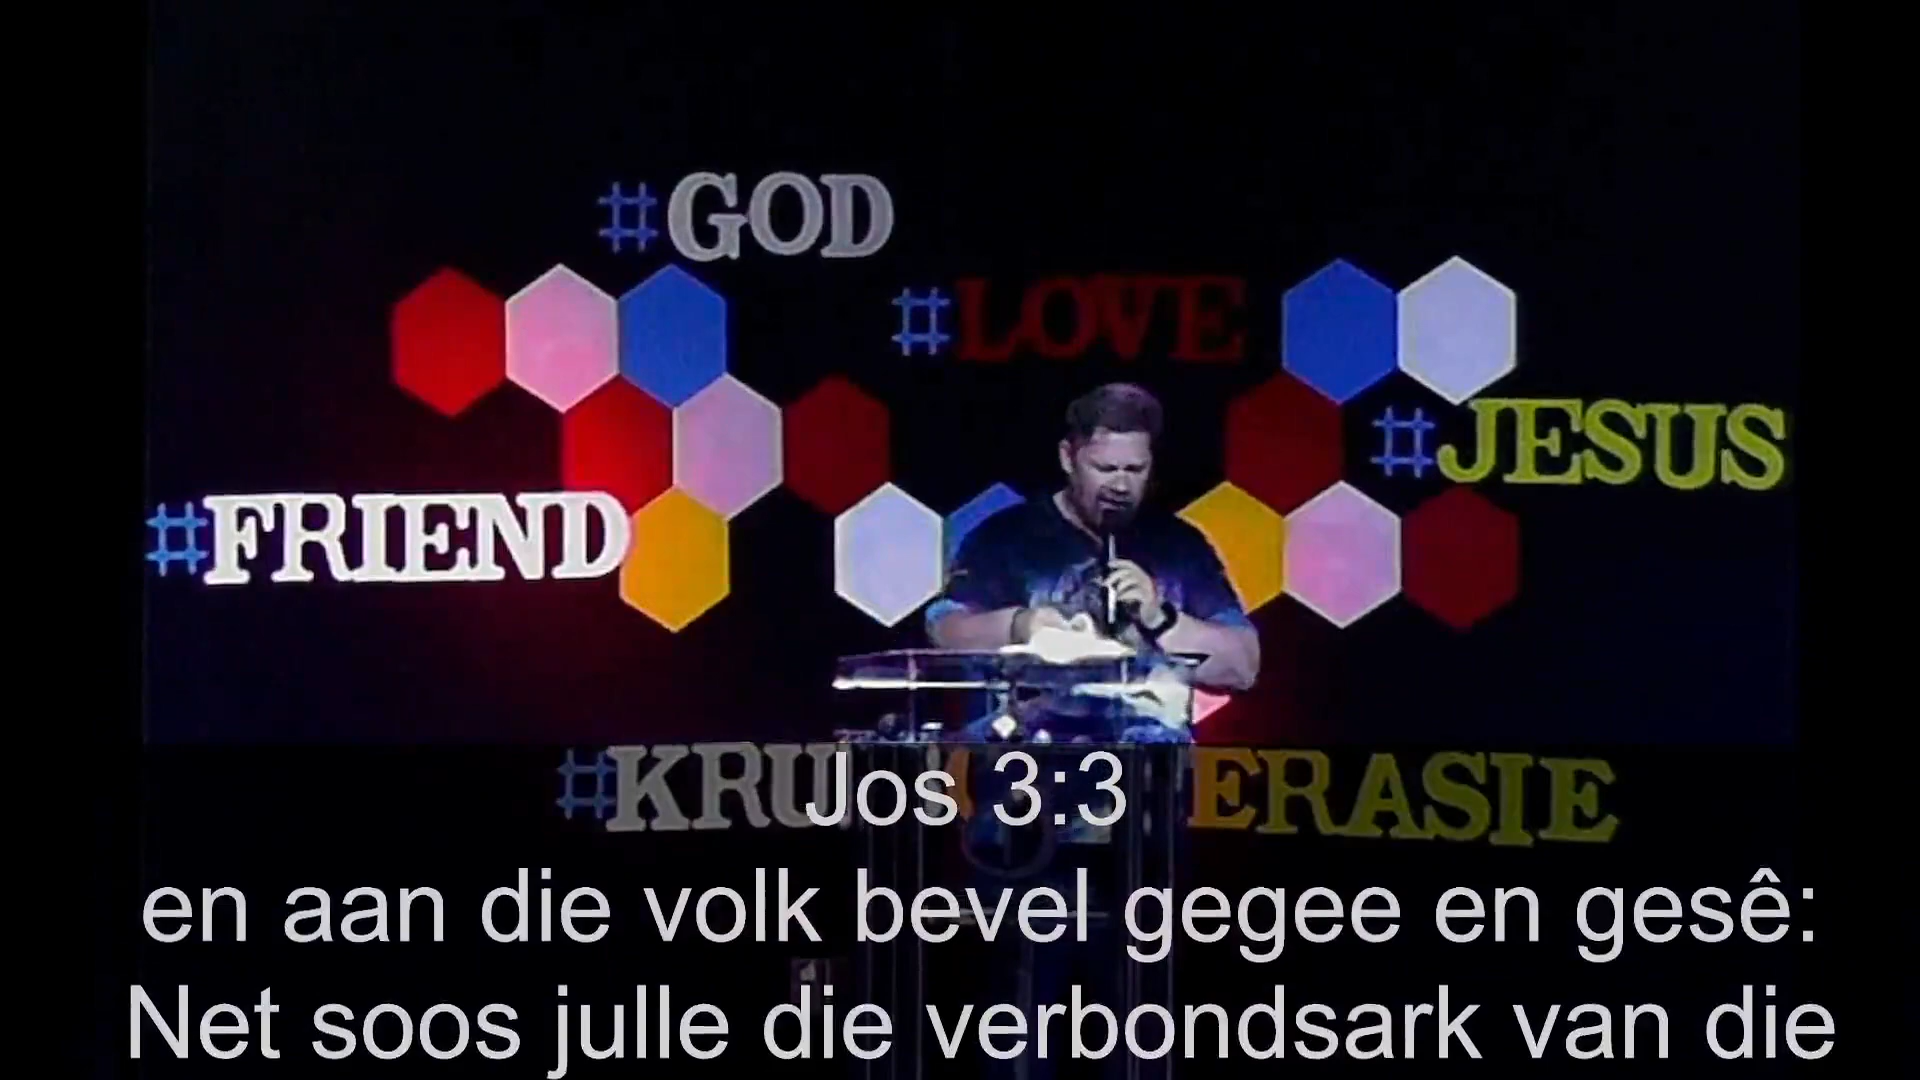 #GOD
#LOVE
#JESUS
#FRIEND
Jos 3:3
en aan die volk bevel gegee en gesê:
Net soos julle die verbondsark van die